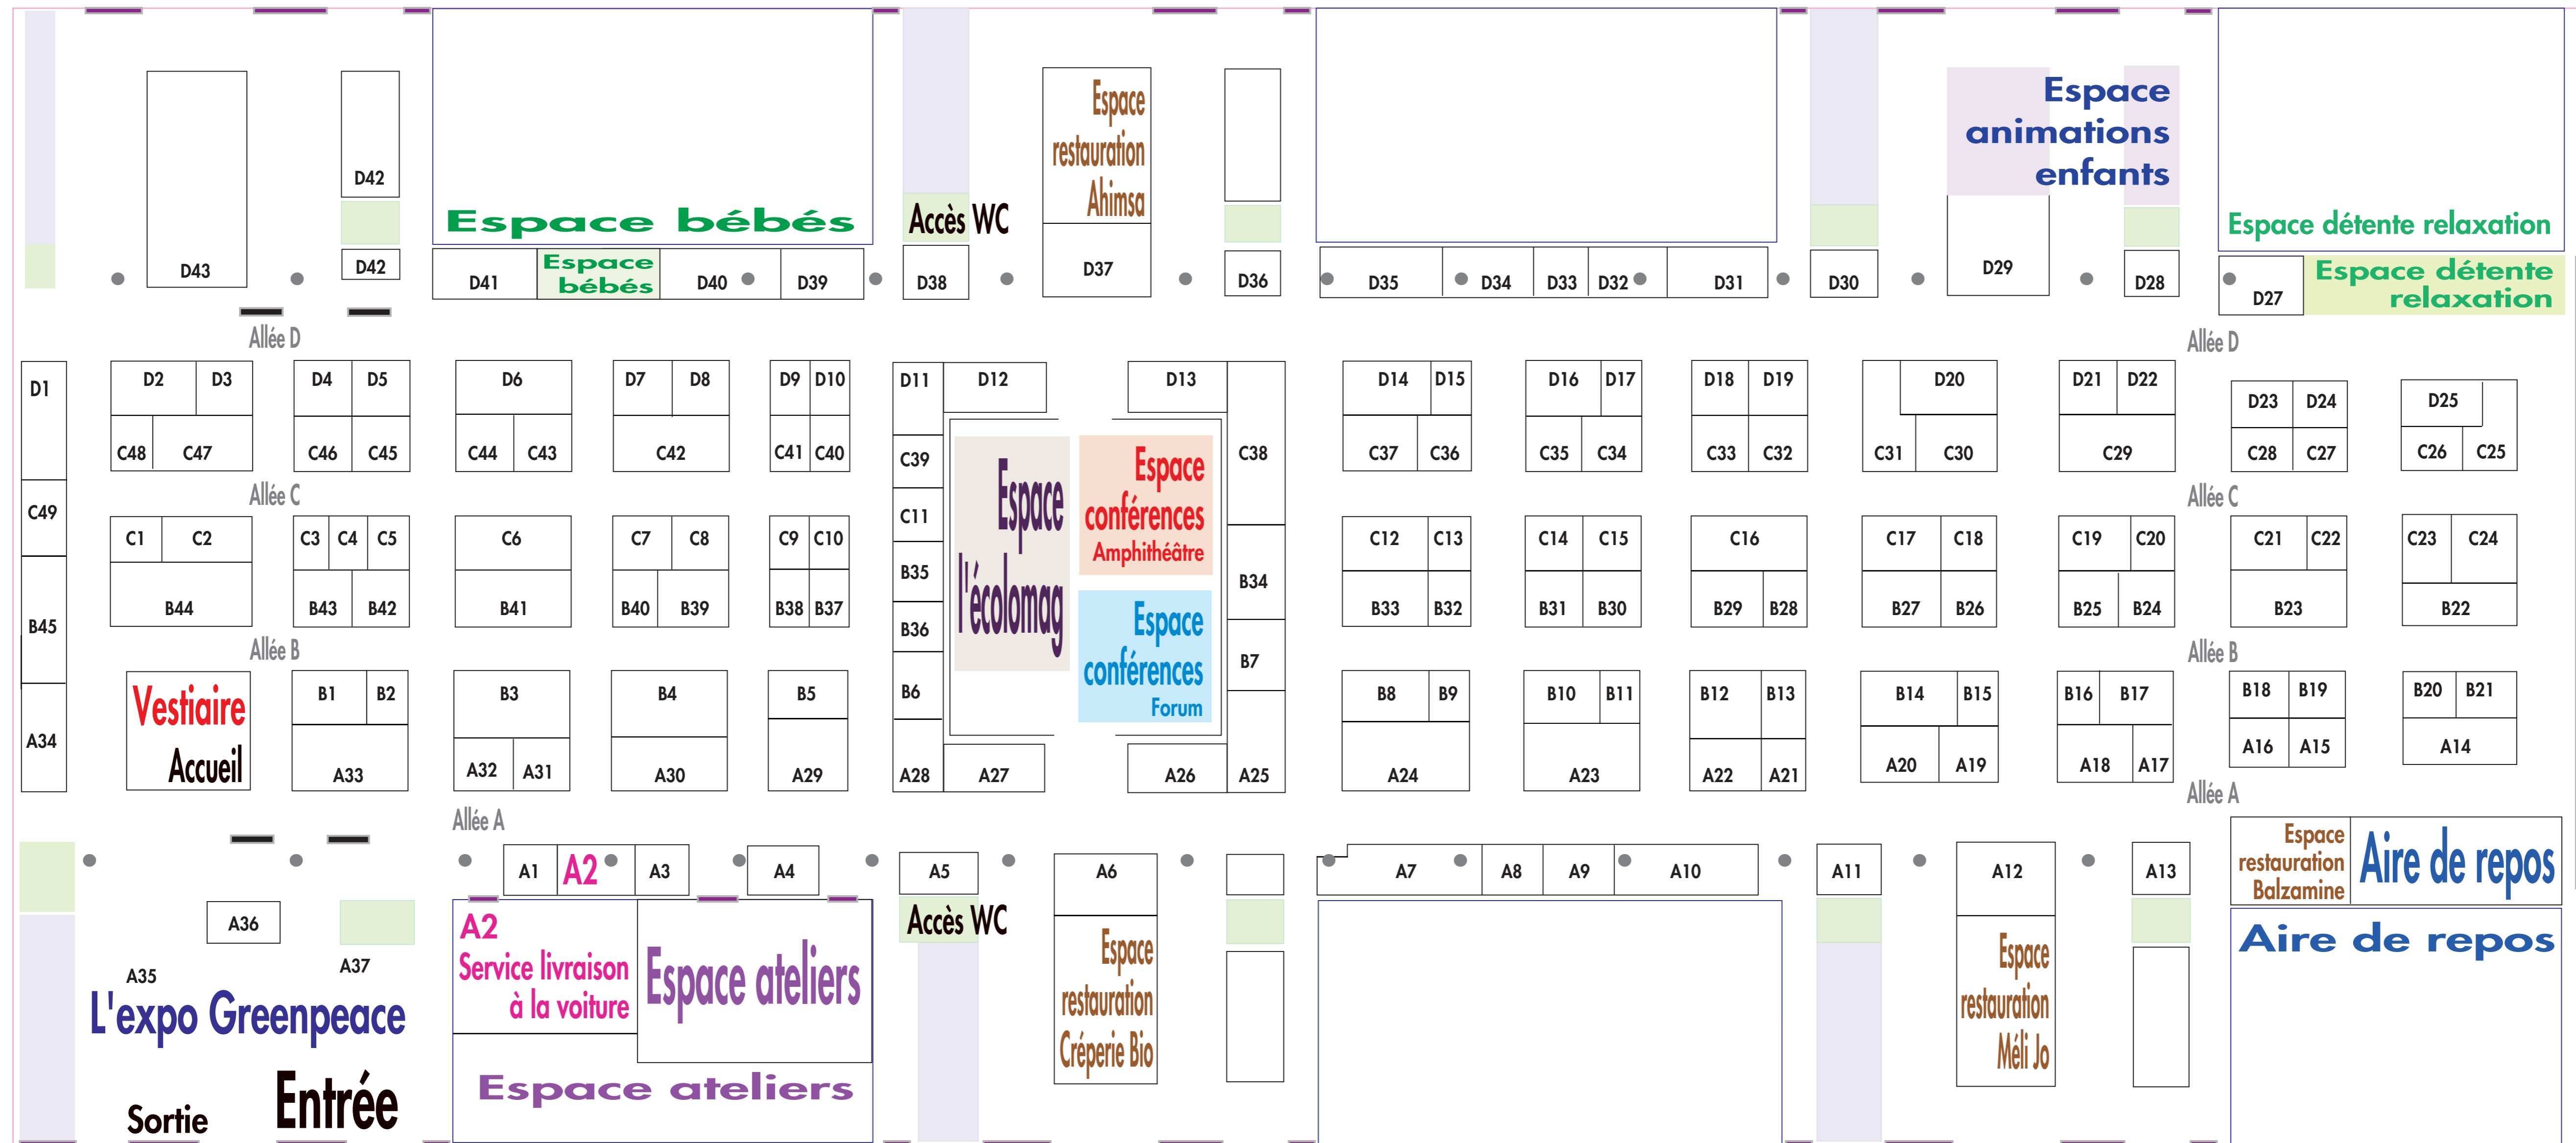 Espace
restauration
Ahimsa
Espace
animations
enfants
D42
Espace bébés
Accès WC
Espace détente relaxation
D43
D42
D41
Espace
bébés
D40
D39
D38
D37
D36
D35
D34
D33
D32
D31
D30
D29
D28
D27
Espace détente
relaxation
Allée D
Allée D
D1
D2 D3
D4 D5
D6
D7 D8
D9 D10
D11
D12
D13
D14 D15
D16 D17
D18 D19
D20
D21 D22
D23 D24
D25
C48 C47
C46 C45
C44 C43
C42
C41 C40
C39
C38
C37 C36
C35 C34
C33 C32
C31 C30
C29
C28 C27
C26 C25
Allée C
Allée C
C49
C1 C2
C3 C4 C5
C6
C7 C8
C9 C10
C11
Espace
l'écolomag
Espace
conférences
Amphithéâtre
C12 C13
C14 C15
C16
C17 C18
C19 C20
C21 C22
C23 C24
B45
B44
B43 B42
B41
B40 B39
B38 B37
B35
B36
B34
B33 B32
B31 B30
B29 B28
B27 B26
B25 B24
B23
B22
Allée B
Allée B
Espace
conférences
Forum
Vestiaire
Accueil
B1 B2
B3
B4
B5
B6
B7
B8 B9
B10 B11
B12 B13
B14 B15
B16 B17
B18 B19
B20 B21
A34
A33
A32 A31
A30
A29
A28
A27
A26
A25
A24
A23
A22 A21
A20 A19
A18 A17
A16 A15
A14
Allée A
Allée A
A1
A2
A3
A4
A5
A6
A7
A8
A9
A10
A11
A12
A13
Espace
restauration
Balzamine
Aire de repos
A36
A35
A37
L'expo Greenpeace
A2
Service livraison
à la voiture
Espace ateliers
Accès WC
Espace
restauration
Créperie Bio
Espace
restauration
Méli Jo
Aire de repos
Espace ateliers
Sortie
Entrée